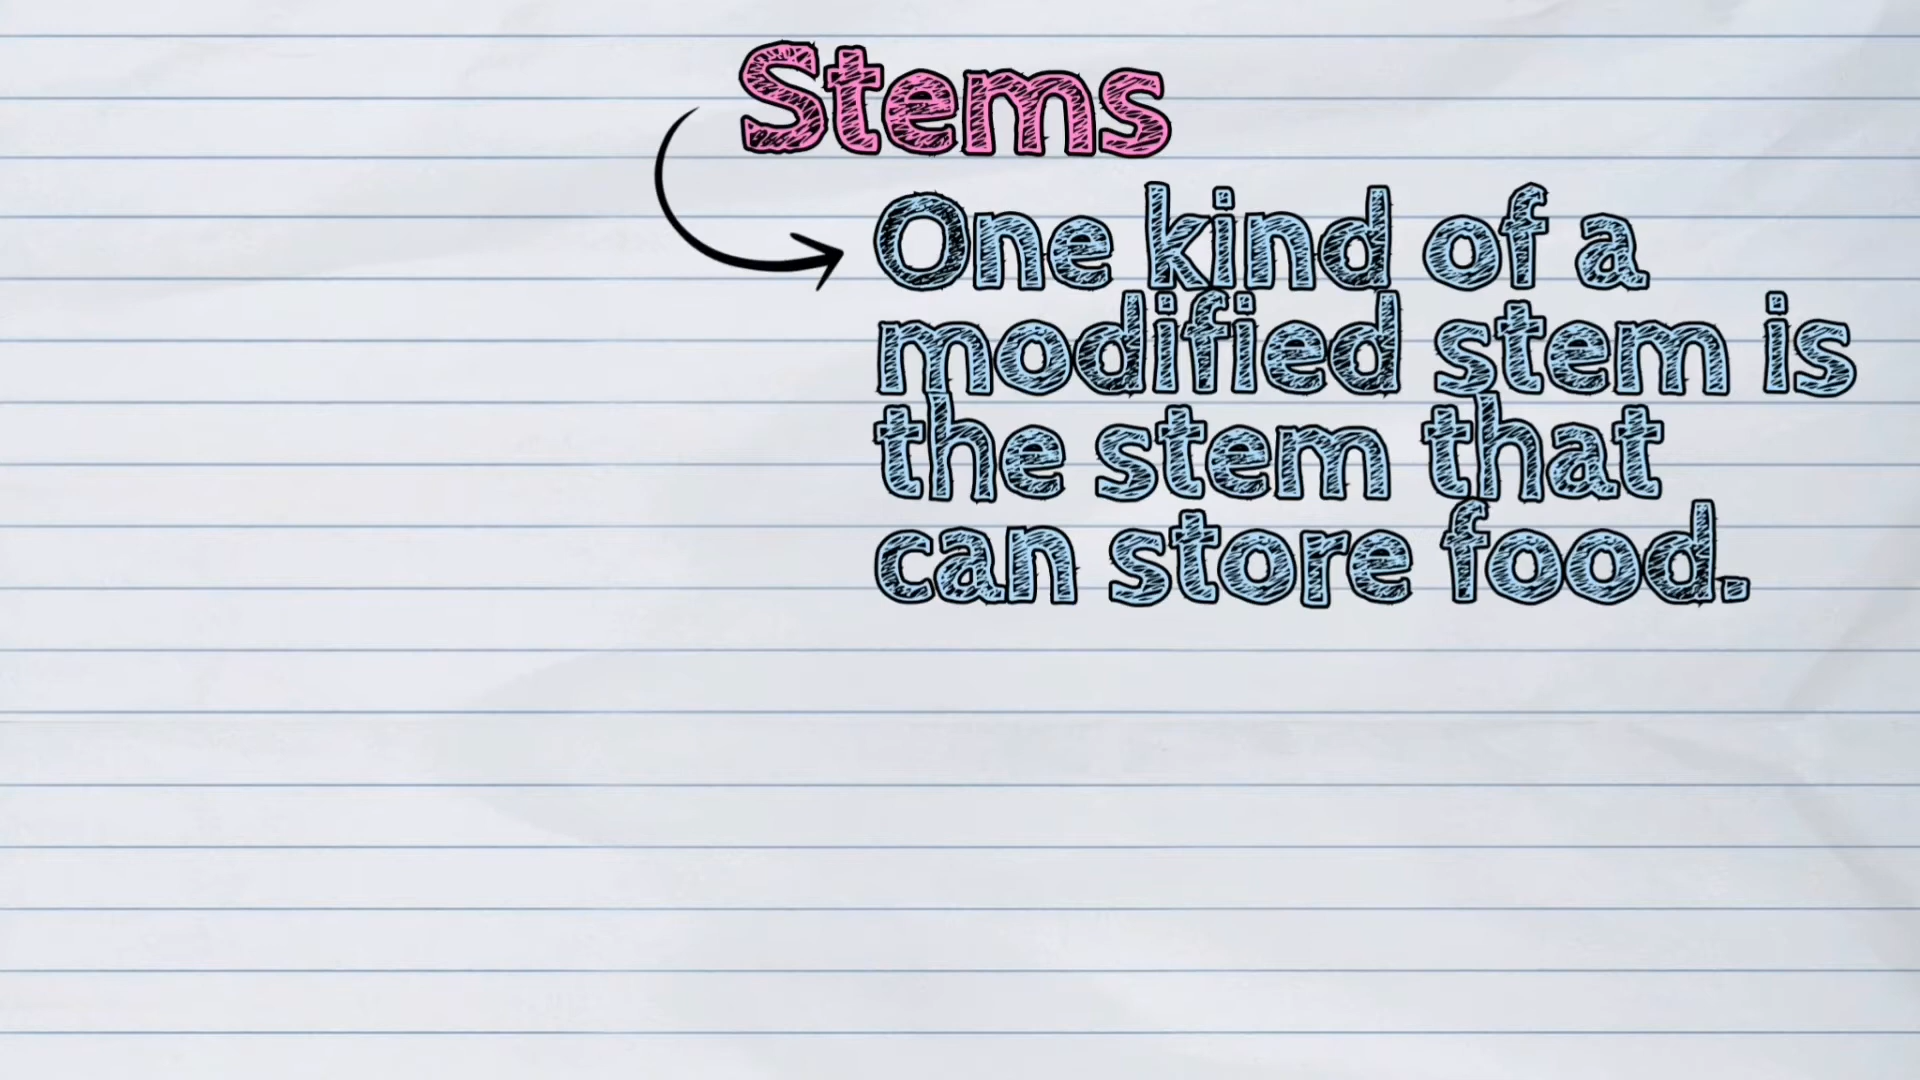 Stems
One kind of a
modified stem is
the stem that
can store food.